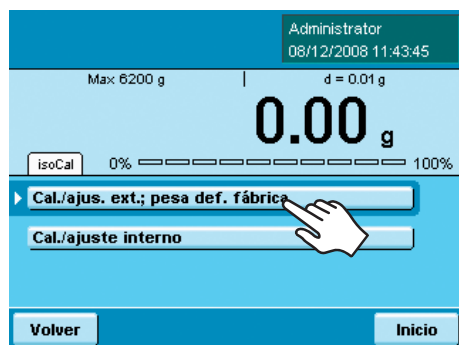 Administrator
08/12/2008 11:43:45
Max 6200 g | d = 0.01 g
0.00 g
isoCal 0% 100%
Cal./ajus. ext.; pesa def. fábrica
Cal./ajuste interno
Volver Inicio